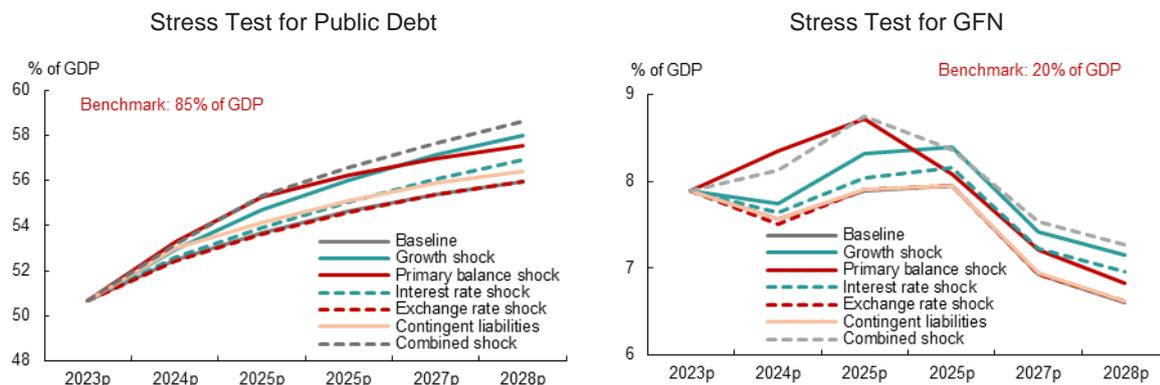 Stress Test for Public Debt
% of GDP
Benchmark: 85% of GDP
60
58
56
54
52
50
48
Baseline
Growth shock
Primary balance shock
Interest rate shock
Exchange rate shock
Contingent liabilities
Combined shock
2023p 2024p 2025p 2025p 2027p 2028p
Stress Test for GFN
% of GDP
Benchmark: 20% of GDP
9
8
7
6
Baseline
Growth shock
Primary balance shock
Interest rate shock
Exchange rate shock
Contingent liabilities
Combined shock
2023p 2024p 2025p 2025p 2027p 2028p